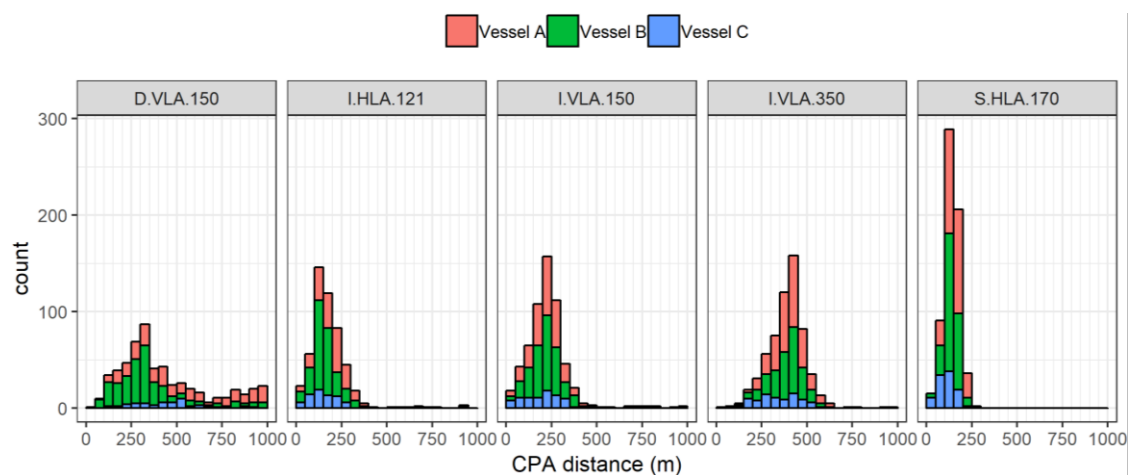 Vessel A Vessel B Vessel C
D.VLA.150 I.HLA.121 I.VLA.150 I.VLA.350 S.HLA.170
300
200
100
0
count
0 250 500 750 1000 0 250 500 750 1000 0 250 500 750 1000 0 250 500 750 1000 0 250 500 750 1000
CPA distance (m)